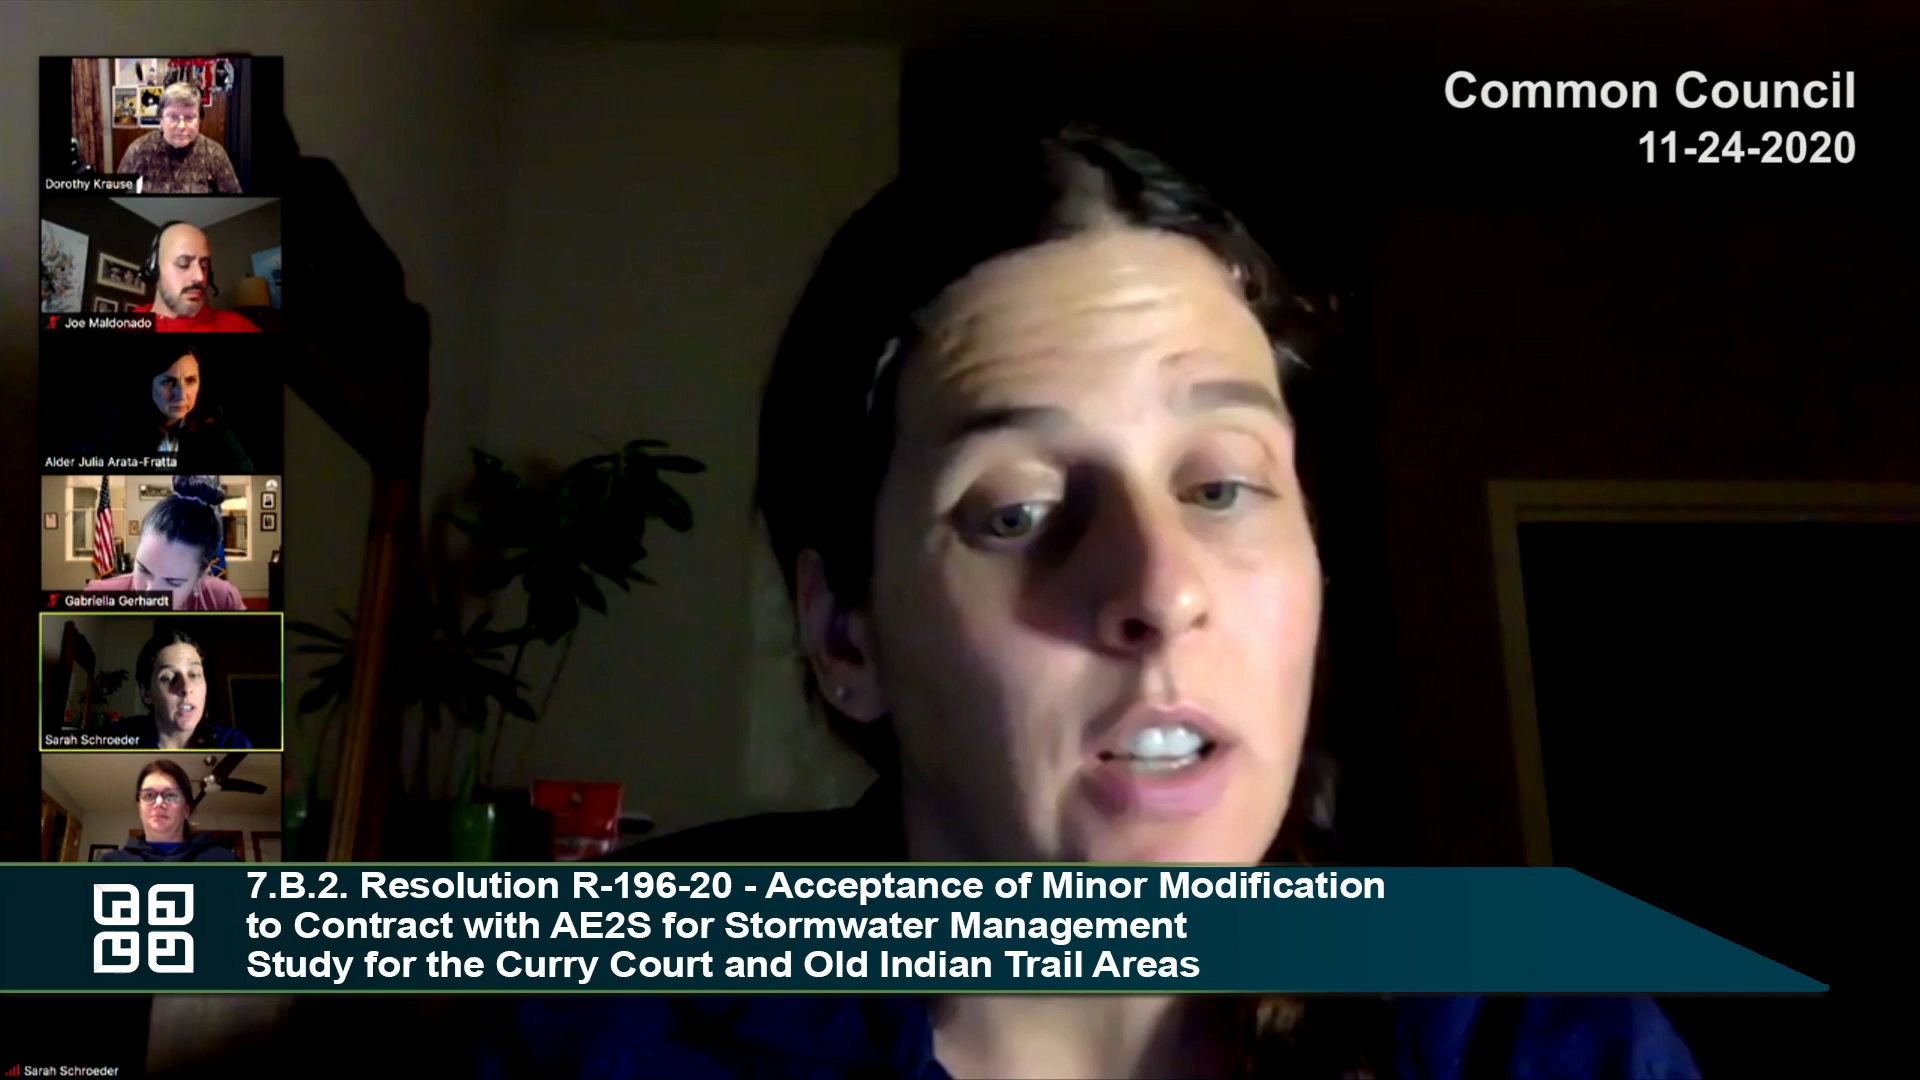 Common Council
11-24-2020
Dorothy Krause
Joe Maldonado
Alder Julia Arata-Fratta
Gabriella Gerhardt
Sarah Schroeder
7.B.2. Resolution R-196-20 - Acceptance of Minor Modification
to Contract with AE2S for Stormwater Management
Study for the Curry Court and Old Indian Trail Areas
Sarah Schroeder